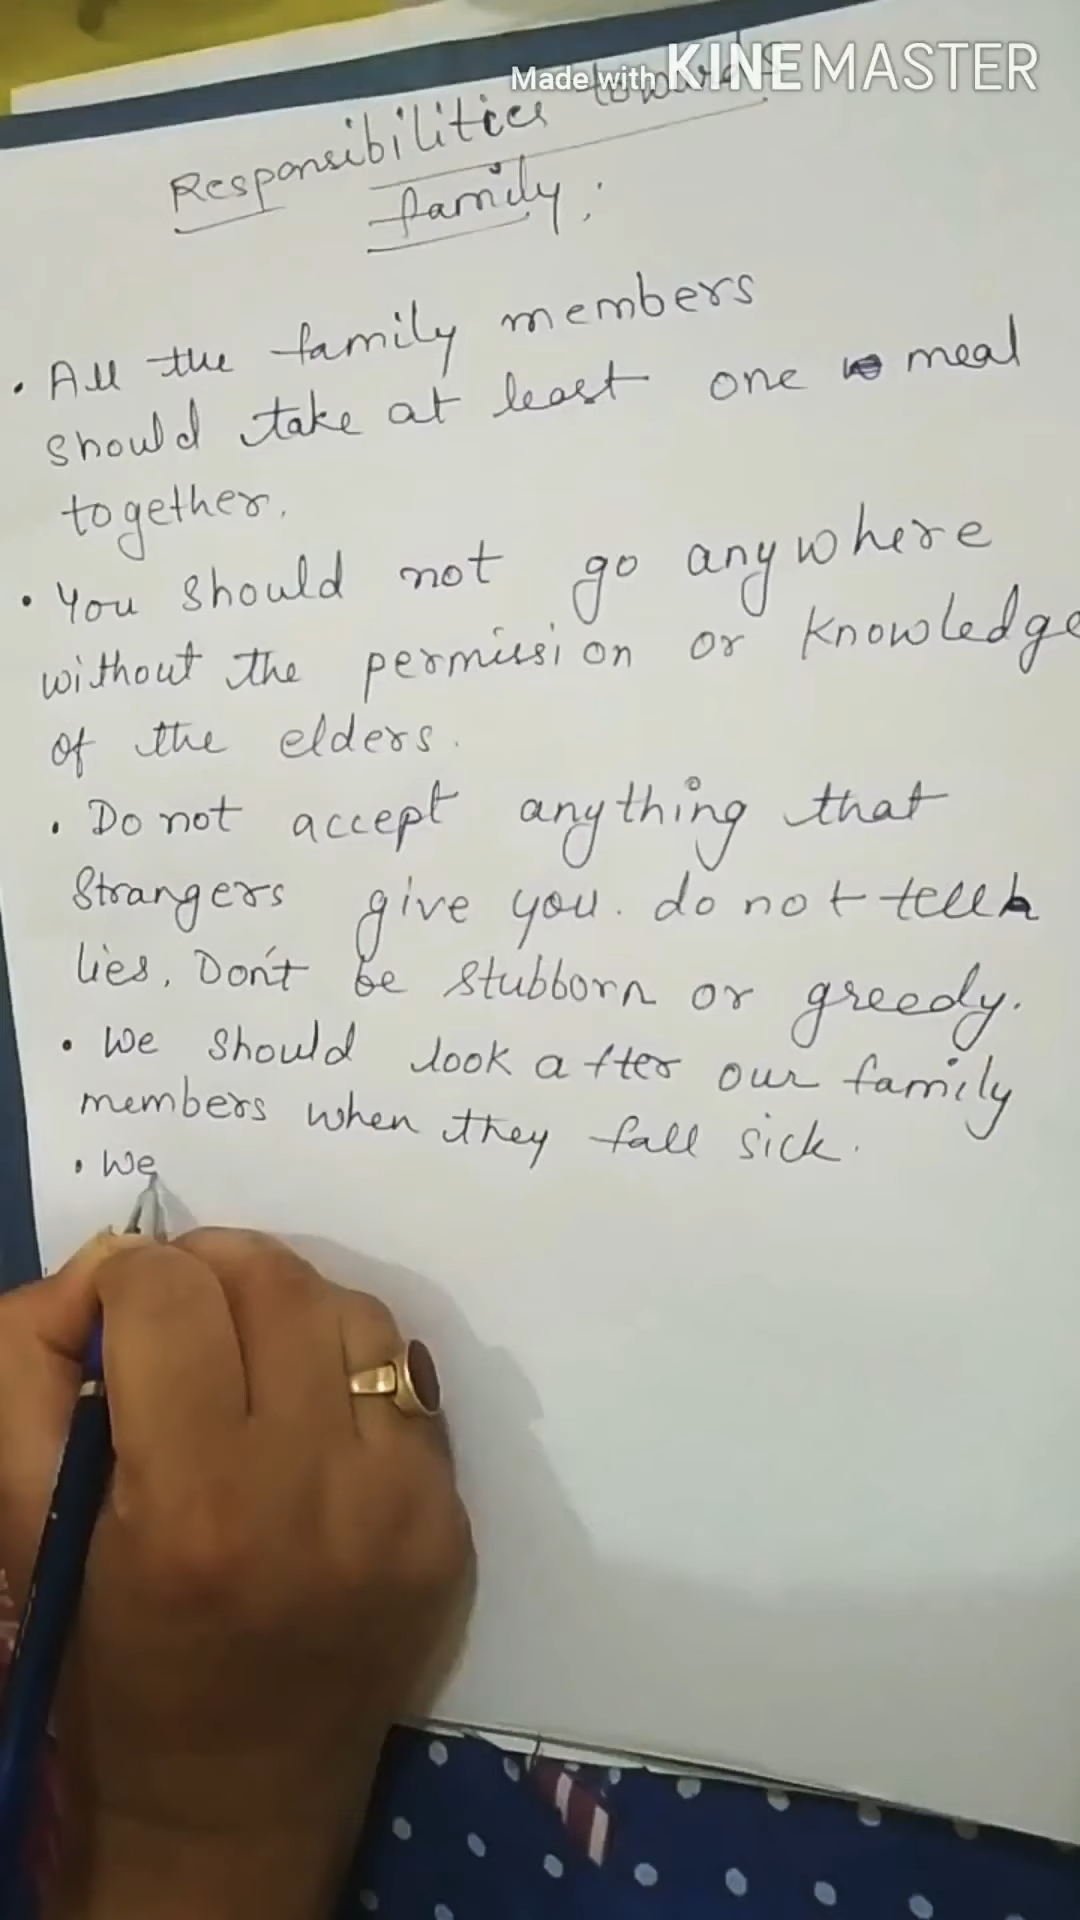 Made with KINEMASTER
Responsibilities towards
family:
• All the family members
should take at least one meal
together.
• You should not go anywhere
without the permission or knowledge
of the elders.
• Do not accept anything that
strangers give you. do not tell
lies, Don't be stubborn or greedy.
• We should look after our family
members when they fall sick.
• We